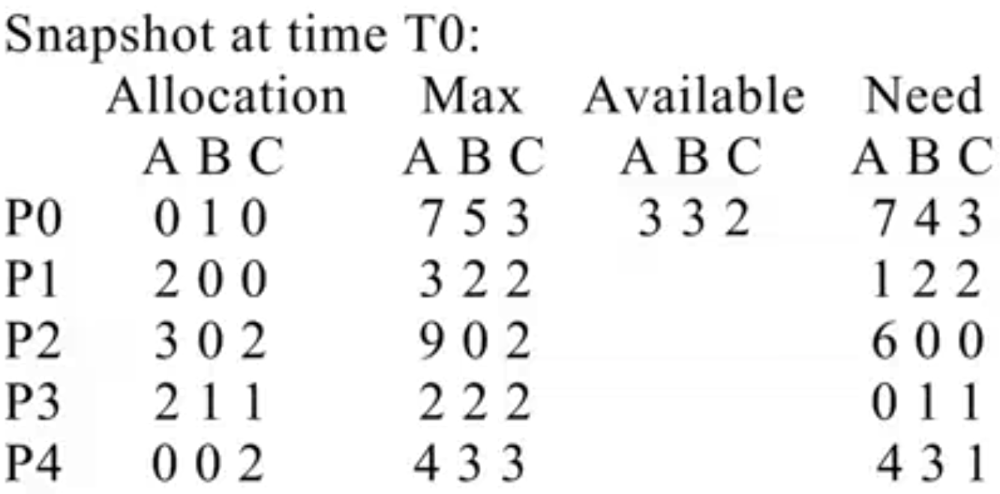 Snapshot at time T0:
Allocation Max Available Need
A B C A B C A B C A B C
P0 0 1 0 7 5 3 3 3 2 7 4 3
P1 2 0 0 3 2 2 1 2 2
P2 3 0 2 9 0 2 6 0 0
P3 2 1 1 2 2 2 0 1 1
P4 0 0 2 4 3 3 4 3 1